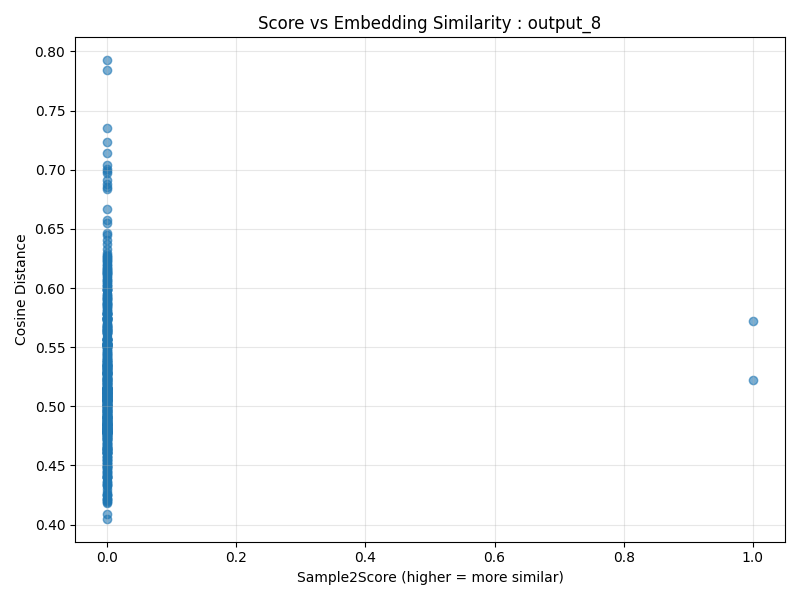 Score vs Embedding Similarity : output_8
Cosine Distance
0.80
0.75
0.70
0.65
0.60
0.55
0.50
0.45
0.40
0.0 0.2 0.4 0.6 0.8 1.0
Sample2Score (higher = more similar)